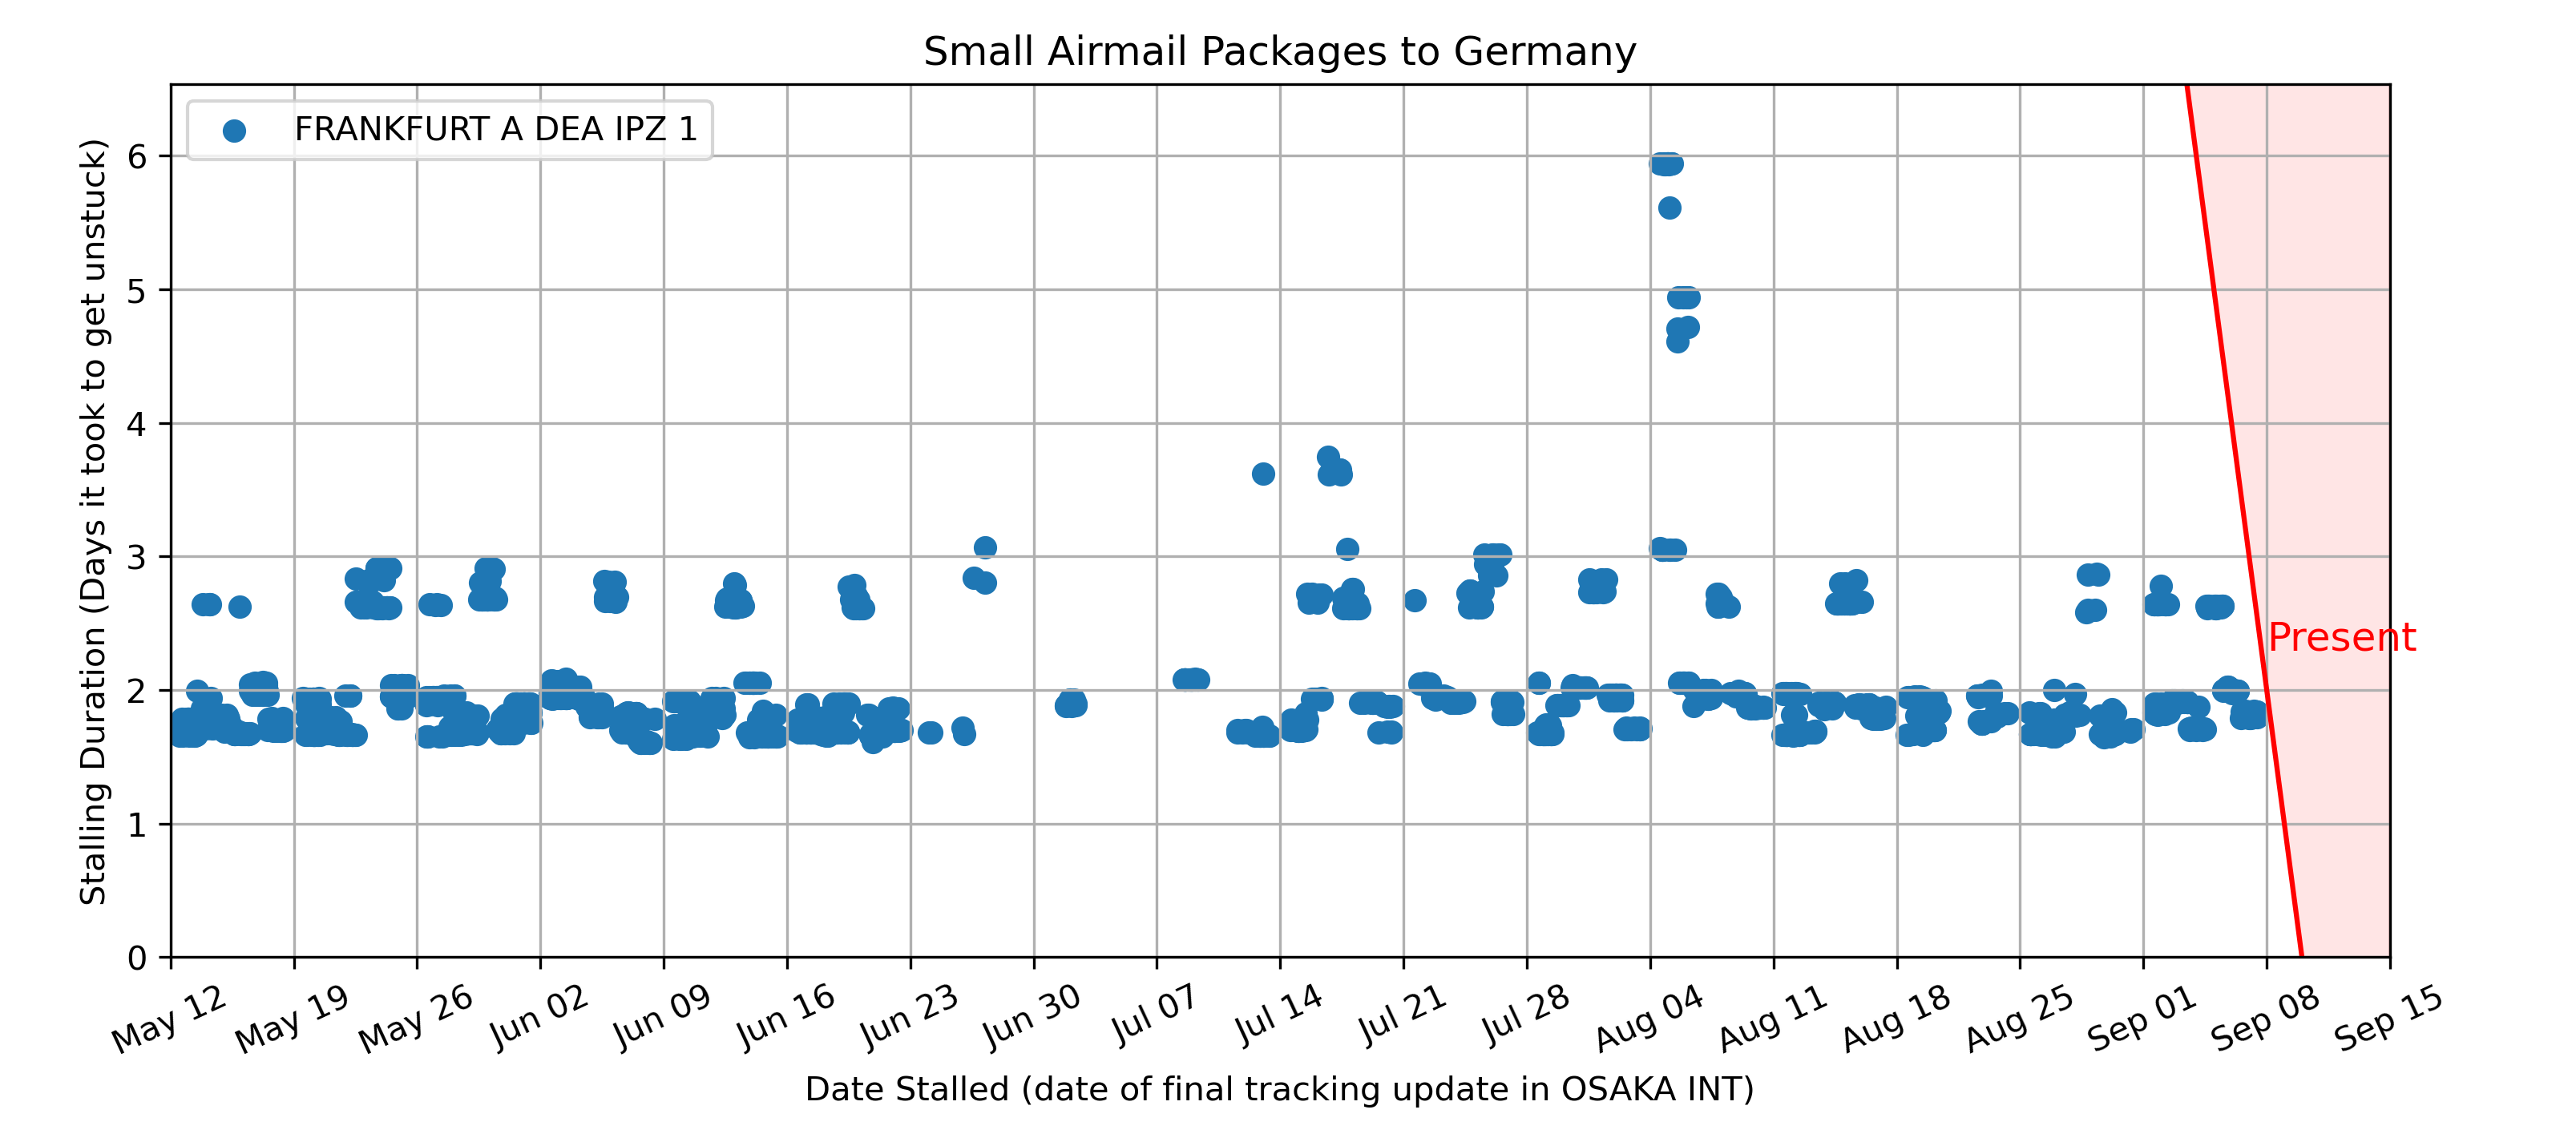 Small Airmail Packages to Germany
FRANKFURT A DEA IPZ 1
Stalling Duration (Days it took to get unstuck)
6
5
4
3
2
1
0
Present
May 12
May 19
May 26
Jun 02
Jun 09
Jun 16
Jun 23
Jun 30
Jul 07
Jul 14
Jul 21
Jul 28
Aug 04
Aug 11
Aug 18
Aug 25
Sep 01
Sep 08
Sep 15
Date Stalled (date of final tracking update in OSAKA INT)